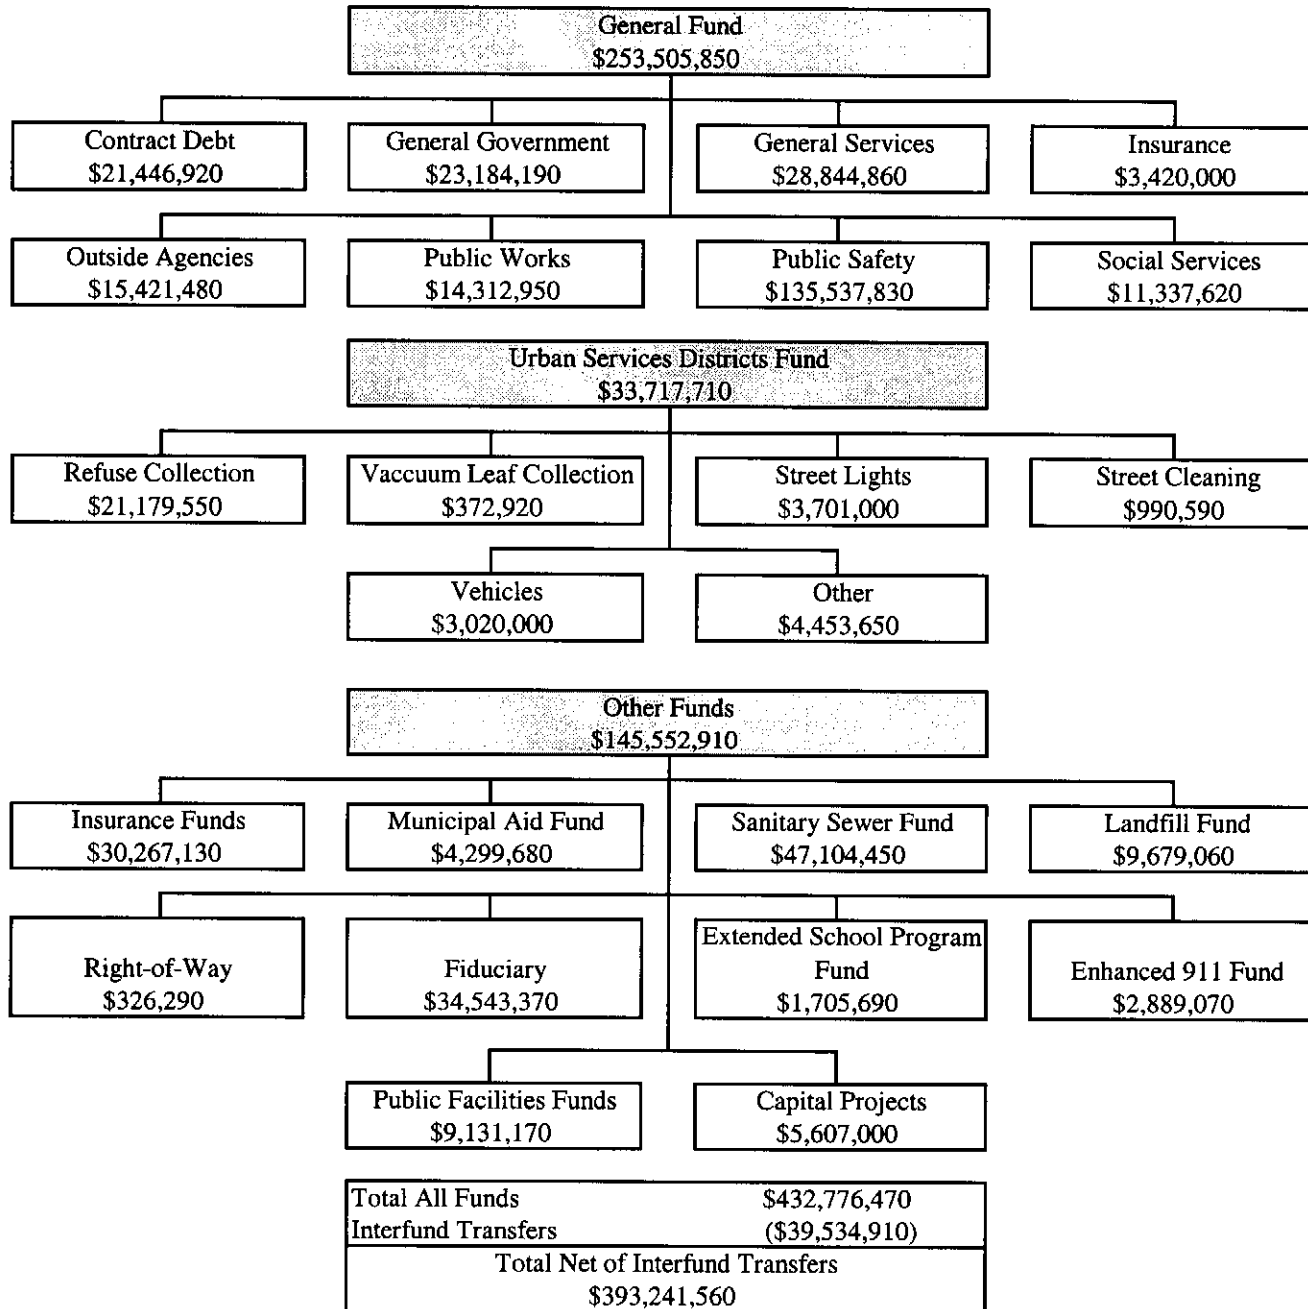 General Fund
$253,505,850
Contract Debt
$21,446,920
General Government
$23,184,190
General Services
$28,844,860
Insurance
$3,420,000
Outside Agencies
$15,421,480
Public Works
$14,312,950
Public Safety
$135,537,830
Social Services
$11,337,620
Urban Services Districts Fund
$33,717,710
Refuse Collection
$21,179,550
Vaccuum Leaf Collection
$372,920
Street Lights
$3,701,000
Street Cleaning
$990,590
Vehicles
$3,020,000
Other
$4,453,650
Other Funds
$145,552,910
Insurance Funds
$30,267,130
Municipal Aid Fund
$4,299,680
Sanitary Sewer Fund
$47,104,450
Landfill Fund
$9,679,060
Right-of-Way
$326,290
Fiduciary
$34,543,370
Extended School Program
Fund
$1,705,690
Enhanced 911 Fund
$2,889,070
Public Facilities Funds
$9,131,170
Capital Projects
$5,607,000
Total All Funds $432,776,470
Interfund Transfers ($39,534,910)
Total Net of Interfund Transfers
$393,241,560